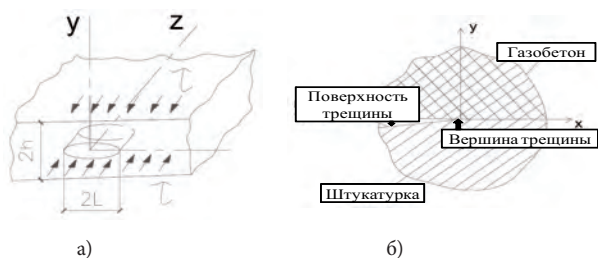 y
z
τ
2h
2L
τ
а)
y
Газобетон
Поверхность
трещины
x
Вершина трещины
Штукатурка
б)